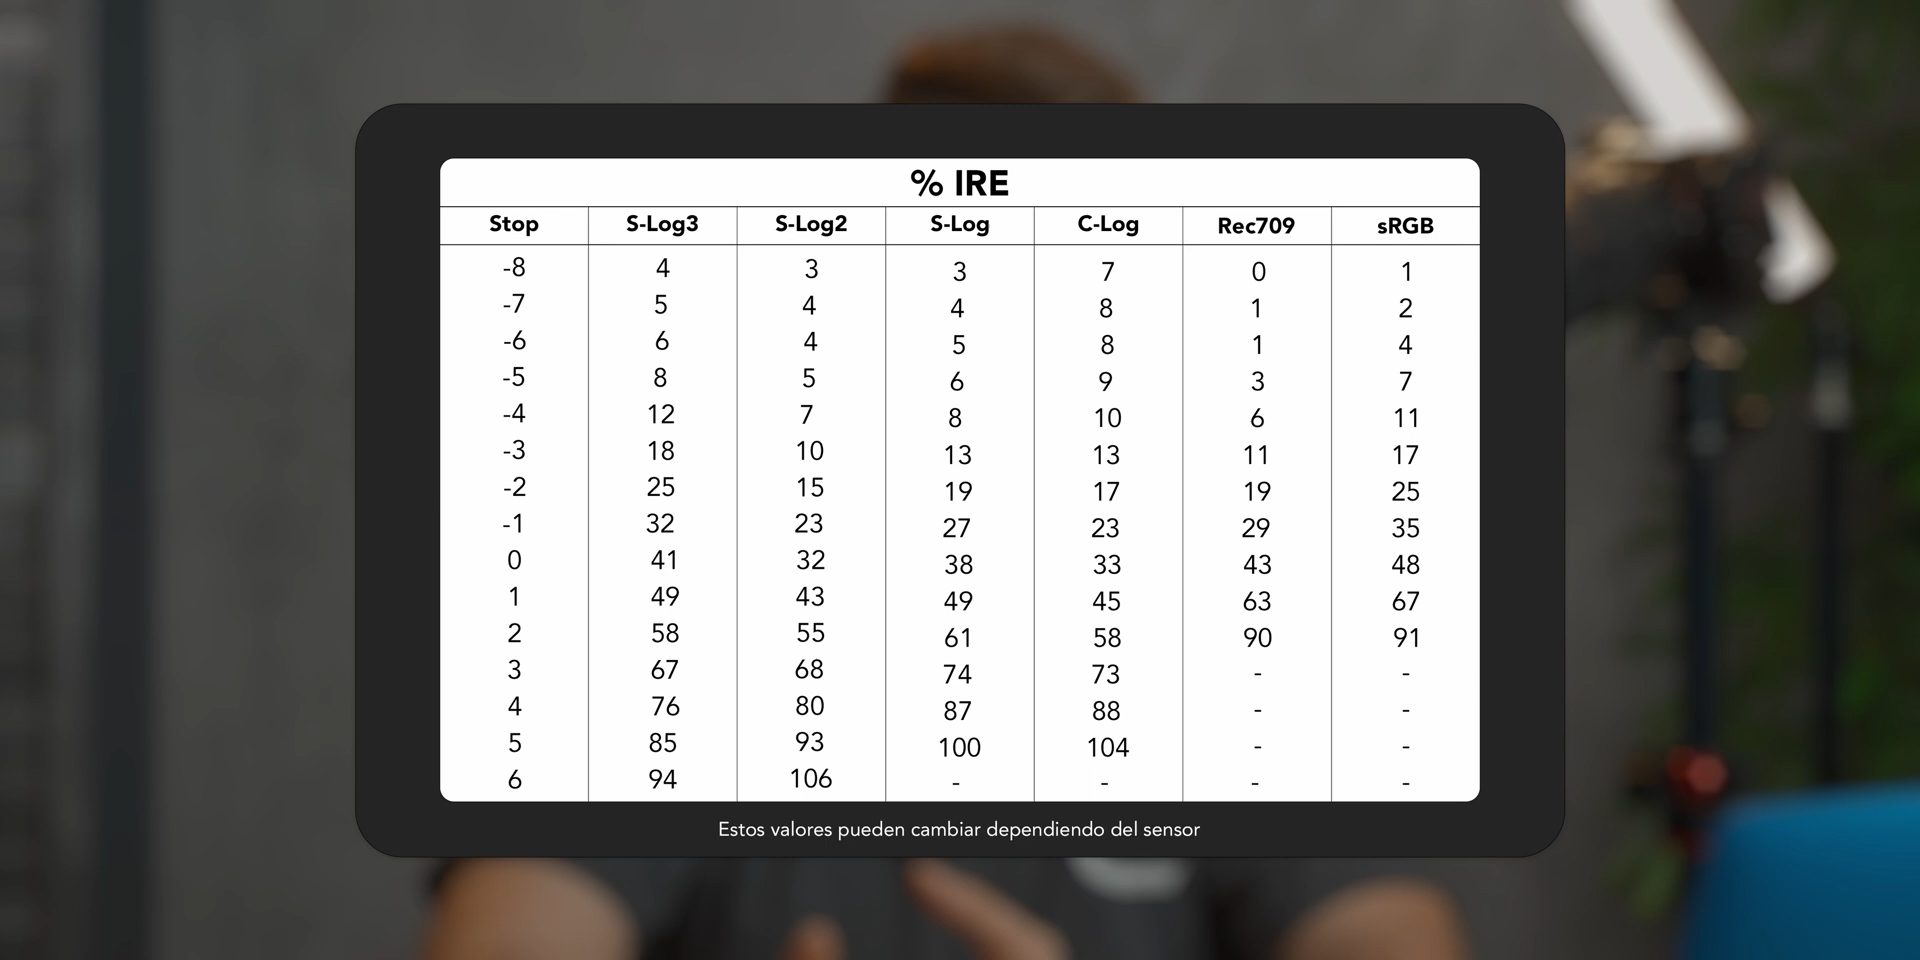 % IRE
Stop S-Log3 S-Log2 S-Log C-Log Rec709 sRGB
-8 4 3 3 7 0 1
-7 5 4 4 8 1 2
-6 6 4 5 8 1 4
-5 8 5 6 9 3 7
-4 12 7 8 10 6 11
-3 18 10 13 13 11 17
-2 25 15 19 17 19 25
-1 32 23 27 23 29 35
0 41 32 38 33 43 48
1 49 43 49 45 63 67
2 58 55 61 58 90 91
3 67 68 74 73 - -
4 76 80 87 88 - -
5 85 93 100 104 - -
6 94 106 - - - -
Estos valores pueden cambiar dependiendo del sensor